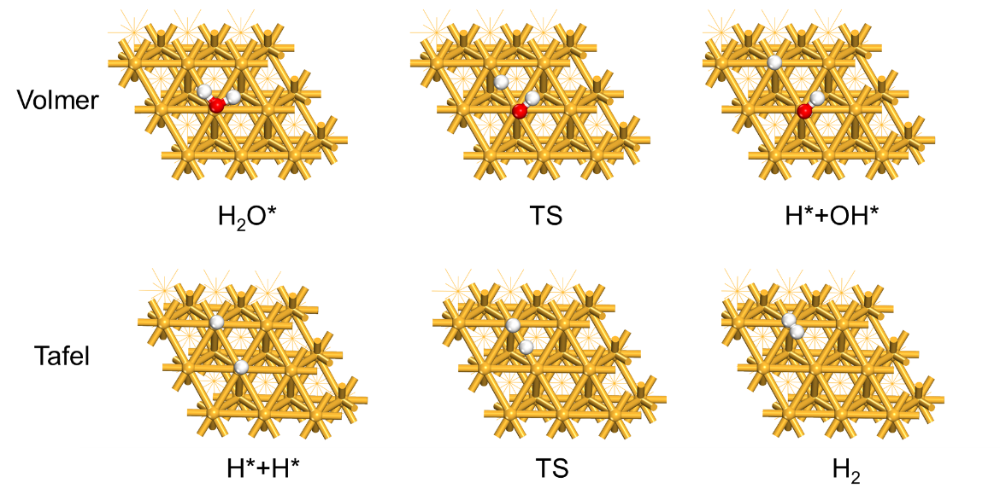 Volmer
H₂O*
TS
H*+OH*
Tafel
H*+H*
TS
H₂